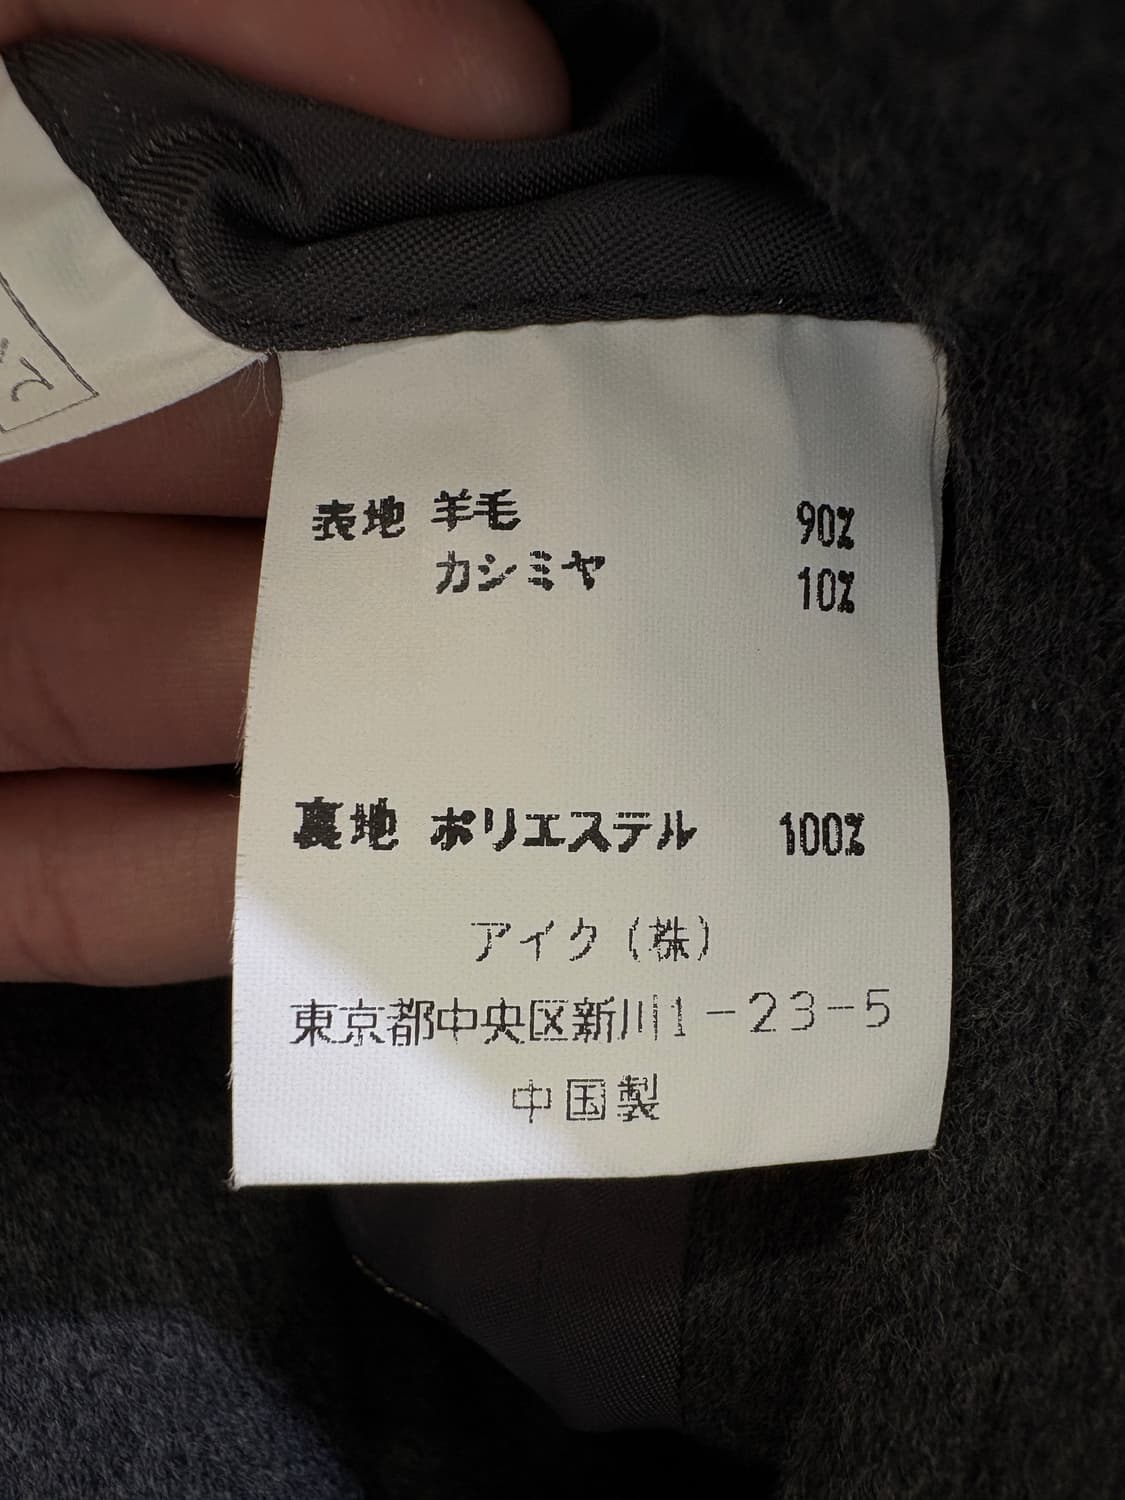 表地 羊毛 90%
カシミヤ 10%
裏地 ポリエステル 100%
アイク(株)
東京都中央区新川1-23-5
中国製